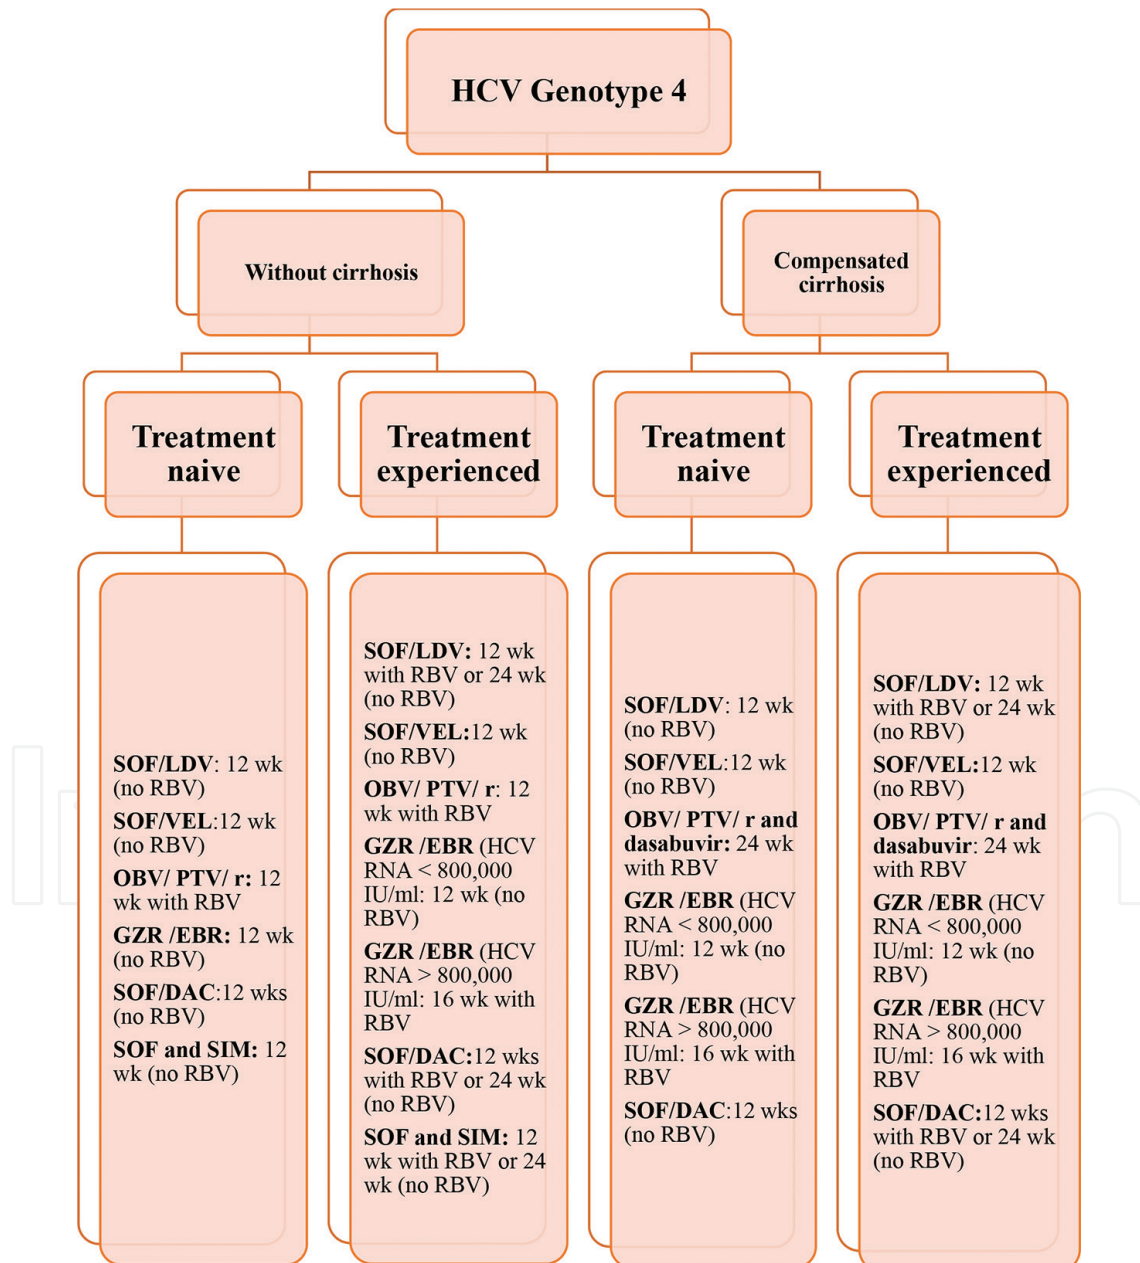 HCV Genotype 4
Without cirrhosis
Compensated
cirrhosis
Treatment
naive
Treatment
experienced
Treatment
naive
Treatment
experienced
SOF/LDV: 12 wk
(no RBV)
SOF/VEL:12 wk
(no RBV)
OBV/ PTV/ r: 12
wk with RBV
GZR /EBR: 12 wk
(no RBV)
SOF/DAC:12 wks
(no RBV)
SOF and SIM: 12
wk (no RBV)
SOF/LDV: 12 wk
with RBV or 24 wk
(no RBV)
SOF/VEL:12 wk
(no RBV)
OBV/ PTV/ r: 12
wk with RBV
GZR /EBR (HCV
RNA < 800,000
IU/ml: 12 wk (no
RBV)
GZR /EBR (HCV
RNA > 800,000
IU/ml: 16 wk with
RBV
SOF/DAC:12 wks
with RBV or 24 wk
(no RBV)
SOF and SIM: 12
wk with RBV or 24
wk (no RBV)
SOF/LDV: 12 wk
(no RBV)
SOF/VEL:12 wk
(no RBV)
OBV/ PTV/ r and
dasabuvir: 24 wk
with RBV
GZR /EBR (HCV
RNA < 800,000
IU/ml: 12 wk (no
RBV)
GZR /EBR (HCV
RNA > 800,000
IU/ml: 16 wk with
RBV
SOF/DAC:12 wks
(no RBV)
SOF/LDV: 12 wk
with RBV or 24 wk
(no RBV)
SOF/VEL:12 wk
(no RBV)
OBV/ PTV/ r and
dasabuvir: 24 wk
with RBV
GZR /EBR (HCV
RNA < 800,000
IU/ml: 12 wk (no
RBV)
GZR /EBR (HCV
RNA > 800,000
IU/ml: 16 wk with
RBV
SOF/DAC:12 wks
with RBV or 24 wk
(no RBV)